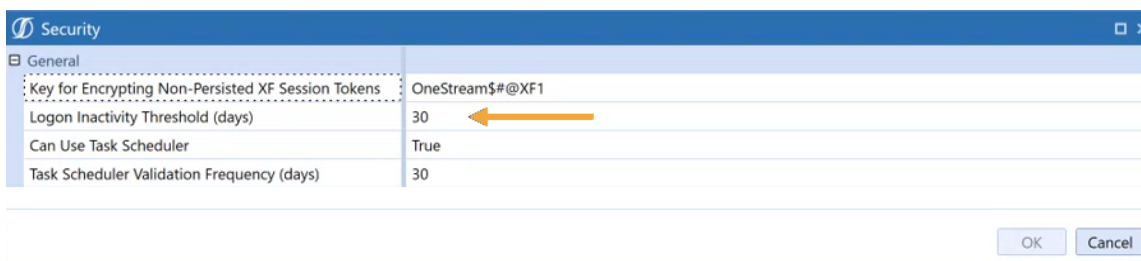 Security
General
Key for Encrypting Non-Persisted XF Session Tokens OneStream$#@XF1
Logon Inactivity Threshold (days) 30
Can Use Task Scheduler True
Task Scheduler Validation Frequency (days) 30
OK Cancel